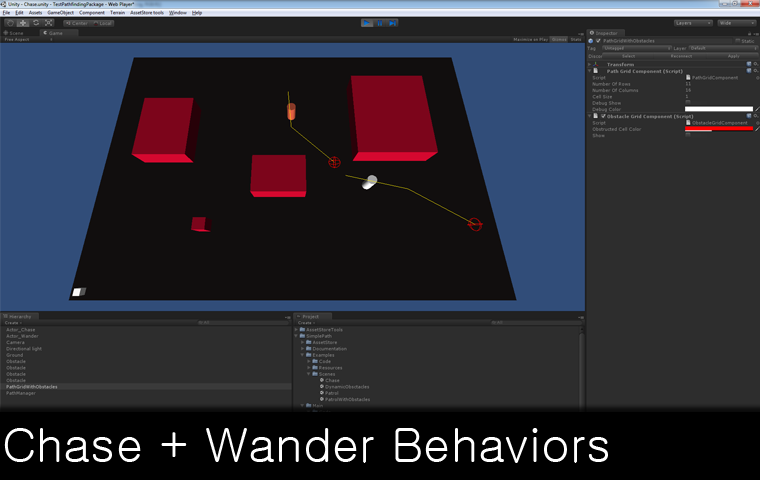 Unity - Chase.unity - TestPathfindingPackage - Web Player*
File Edit Assets GameObject Component Terrain AssetStore tools Window Help
Center Local Layers Wide
Scene Game
Free Aspect Maximize on Play Gizmos Stats
Inspector
PathGridWithObstacles Static
Tag Untagged Layer Default
Select Reconnect Apply
Transform
Path Grid Component (Script)
Script PathGridComponent
Number Of Rows
Number Of Columns
Cell Size 1
Debug Show
Debug Color
Obstacle Grid Component (Script)
Script ObstacleGridComponent
Obstructed Cell Color
Show
Hierarchy
Create
Actor_Chase
Actor_Wander
Camera
Directional light
Ground
Obstacle
Obstacle
Obstacle
Obstacle
PathGridWithObstacles
PathManager
Project
Create
AssetStoreTools
SimplePath
AssetStore
Documentation
Examples
Code
Resources
Scenes
Chase
DynamicObstacles
Patrol
PatrolWithObstacles
Main
Chase + Wander Behaviors